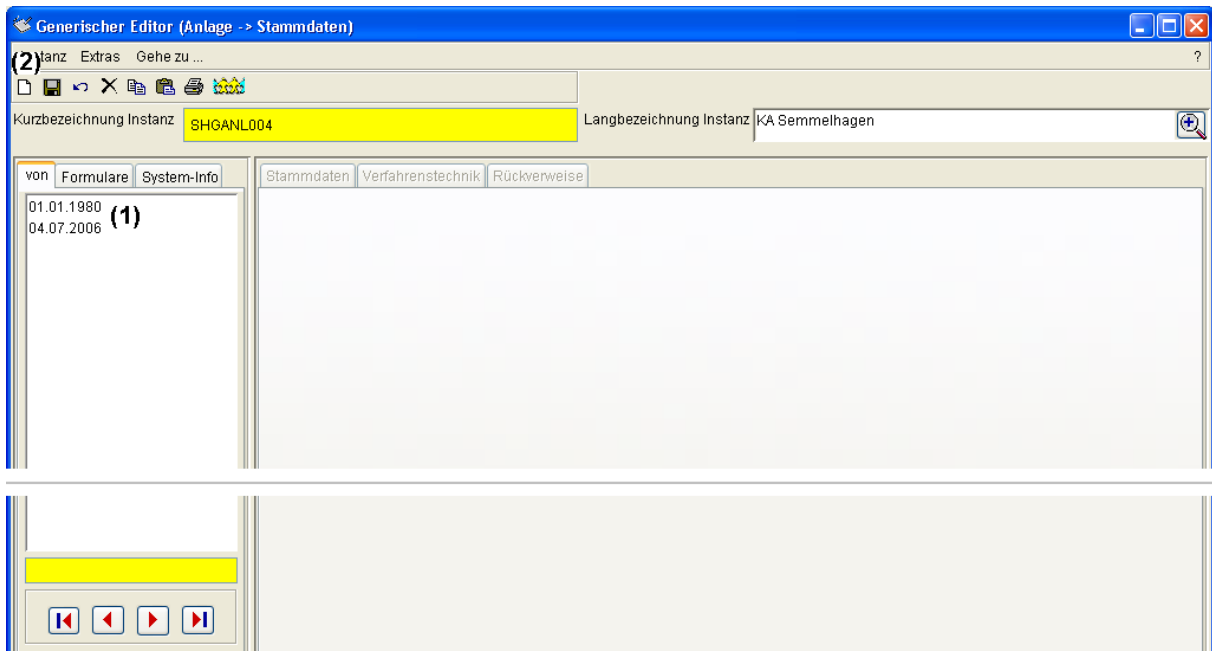 Generischer Editor (Anlage -> Stammdaten)
(2)tanz Extras Gehe zu ... ?
Kurzbezeichnung Instanz SHGANL004 Langbezeichnung Instanz KA Semmelhagen
von Formulare System-Info Stammdaten Verfahrenstechnik Rückverweise
01.01.1980 (1)
04.07.2006